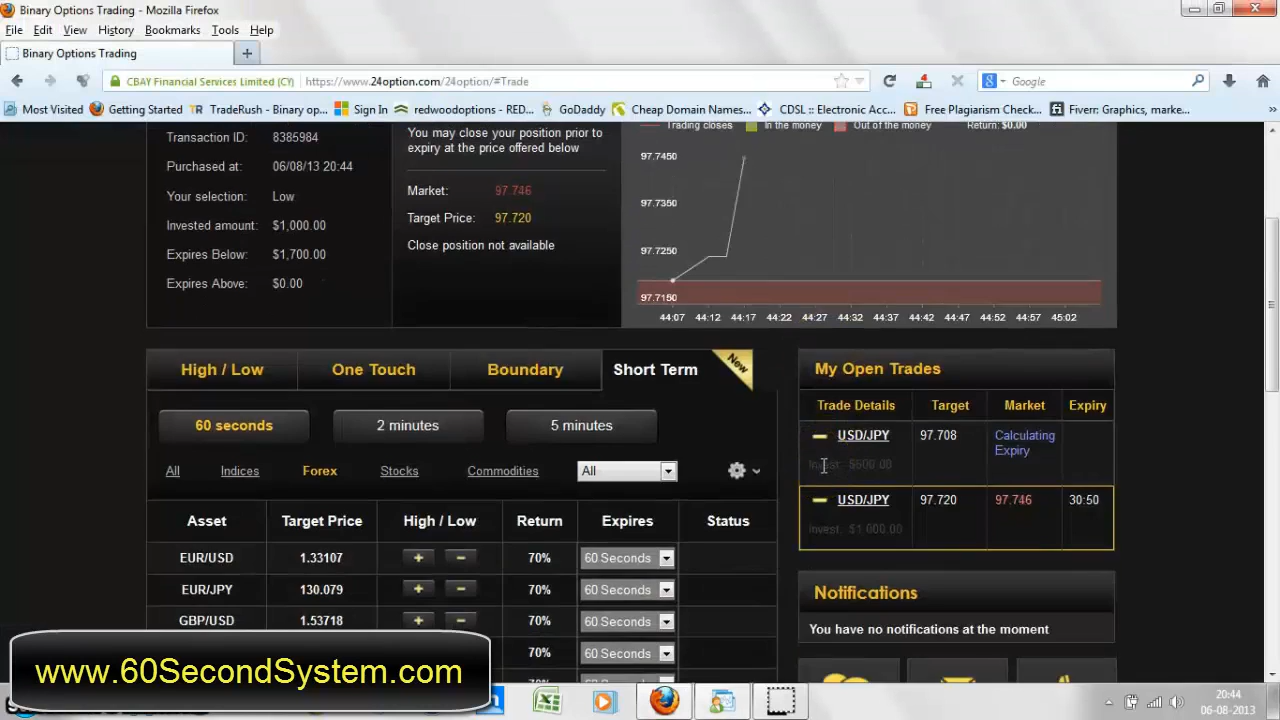 Binary Options Trading - Mozilla Firefox
File Edit View History Bookmarks Tools Help
Binary Options Trading
CBAY Financial Services Limited (CY) https://www.24option.com/24option/#Trade Google
Most Visited Getting Started TradeRush - Binary op... Sign In redwoodoptions - RED... GoDaddy Cheap Domain Names... CDSL :: Electronic Acc... Free Plagiarism Check... Fiverr: Graphics, marke...
Transaction ID: 8385984
Purchased at: 06/08/13 20:44
Your selection: Low
Invested amount: $1,000.00
Expires Below: $1,700.00
Expires Above: $0.00
You may close your position prior to
expiry at the price offered below
Market: 97.746
Target Price: 97.720
Close position not available
Trading closes In the money Out of the money Return: $0.00
97.7450
97.7350
97.7250
97.7150
44:07 44:12 44:17 44:22 44:27 44:32 44:37 44:42 44:47 44:52 44:57 45:02
High / Low One Touch Boundary Short Term New
60 seconds 2 minutes 5 minutes
All Indices Forex Stocks Commodities All
Asset Target Price High / Low Return Expires Status
EUR/USD 1.33107 + - 70% 60 Seconds
EUR/JPY 130.079 + - 70% 60 Seconds
GBP/USD 1.53718 + - 70% 60 Seconds
70% 60 Seconds
My Open Trades
Trade Details Target Market Expiry
USD/JPY 97.708 Calculating
Expiry
Invest: $500.00
USD/JPY 97.720 97.746 30:50
Invest: $1,000.00
Notifications
You have no notifications at the moment
www.60SecondSystem.com
20:44
06-08-2013